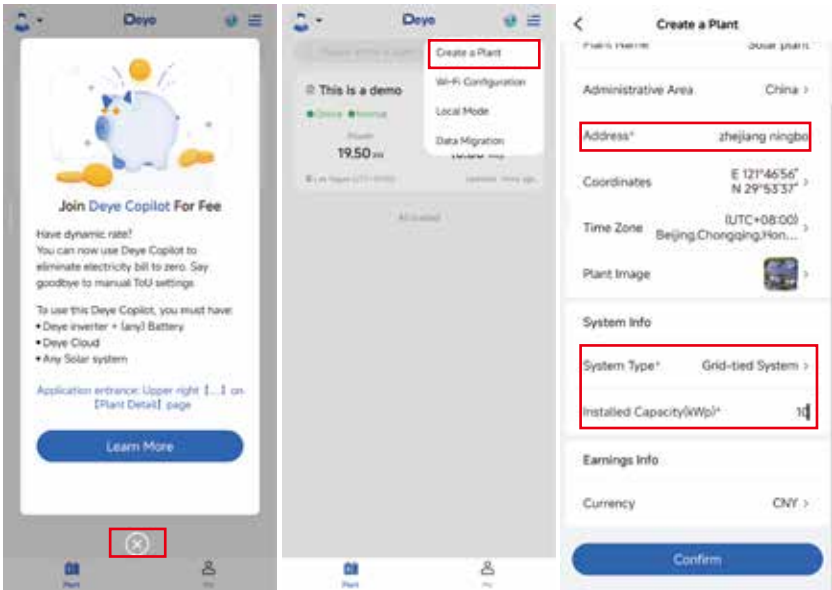 Deye
Join Deye Copilot For Fee
Have dynamic rate?
You can now use Deye Copilot to
eliminate electricity bill to zero. Say
goodbye to manual ToU settings.
To use this Deye Copilot, you must have:
• Deye inverter + (any) Battery
• Deye Cloud
• Any Solar system
Application entrance: Upper right【...】on
【Plant Detail】page
Learn More
Plant
Deye
Create a Plant
Wi-Fi Configuration
Local Mode
Data Migration
This is a demo
Power
19.50
All loaded
Plant
Create a Plant
Plant Name Solar plant
Administrative Area China >
Address* zhejiang ningbo
Coordinates E 121°46'56" N 29°53'37" >
Time Zone (UTC+08:00) Beijing,Chongqing,Hon... >
Plant Image >
System Info
System Type* Grid-tied System >
Installed Capacity(kWp)* 10
Earnings Info
Currency CNY >
Confirm